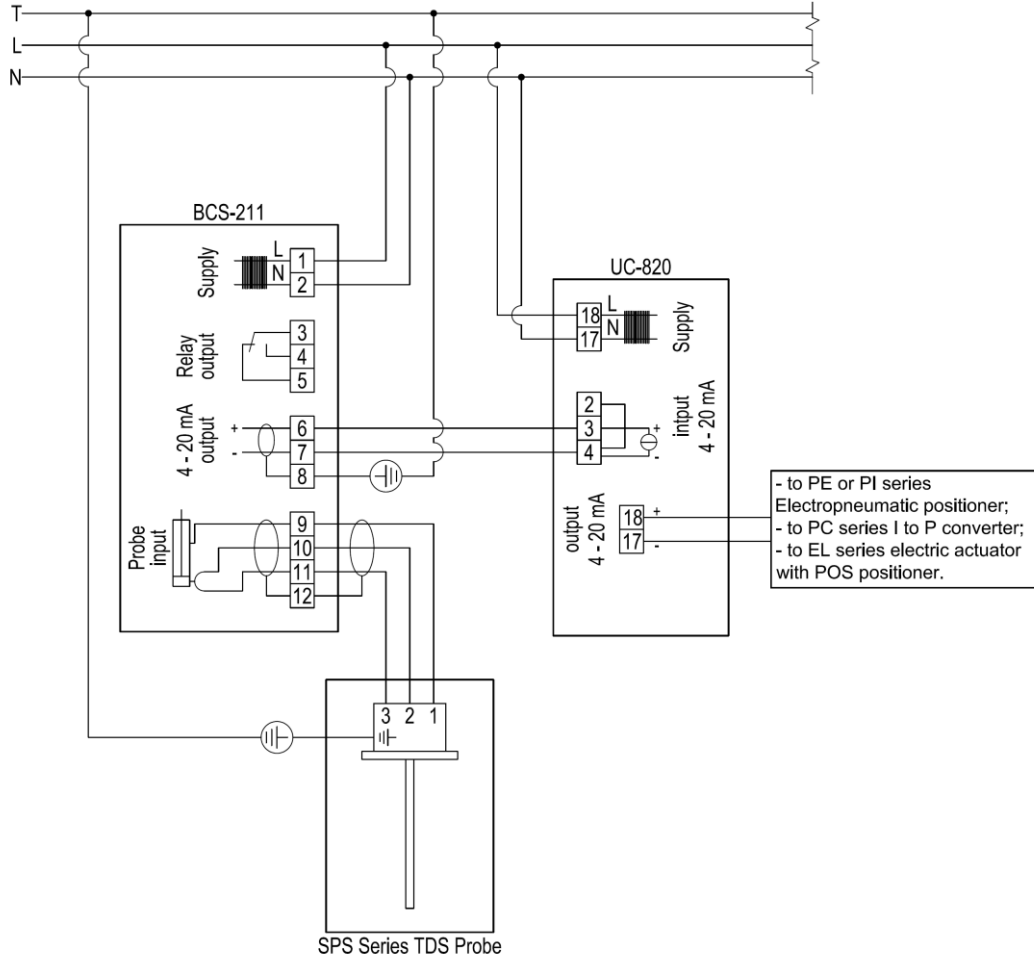 T
L
N
BCS-211
Supply
L
N
1
2
Relay
output
3
4
5
4 - 20 mA
output
+
-
6
7
8
Probe
input
9
10
11
12
UC-820
18
17
L
N
Supply
2
3
4
+
-
intput
4 - 20 mA
output
4 - 20 mA
18
17
+
-
- to PE or PI series
Electropneumatic positioner;
- to PC series I to P converter;
- to EL series electric actuator
with POS positioner.
3 2 1
SPS Series TDS Probe